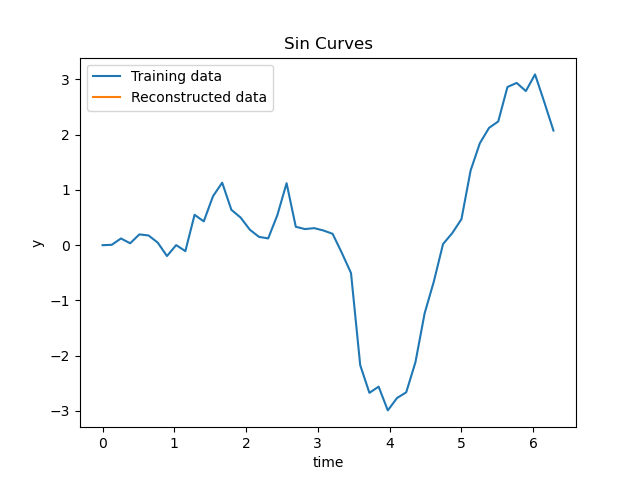 Sin Curves
Training data
Reconstructed data
y
3
2
1
0
−1
−2
−3
0 1 2 3 4 5 6
time